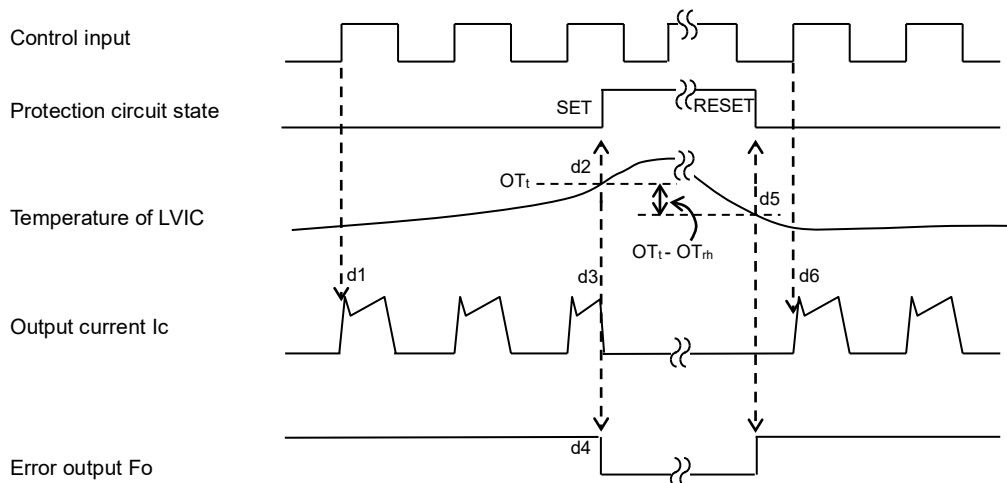 Control input
Protection circuit state
SET
RESET
d2
OTt
d5
Temperature of LVIC
OTt - OTrh
d1
d3
d6
Output current Ic
d4
Error output Fo